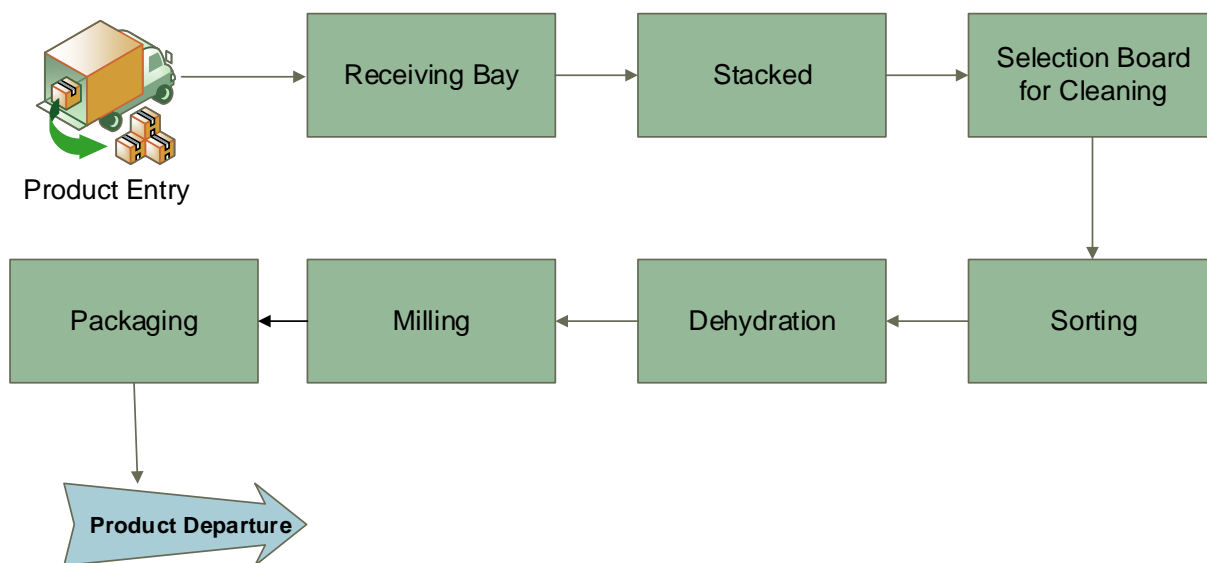 Product Entry
Receiving Bay
Stacked
Selection Board
for Cleaning
Sorting
Dehydration
Milling
Packaging
Product Departure